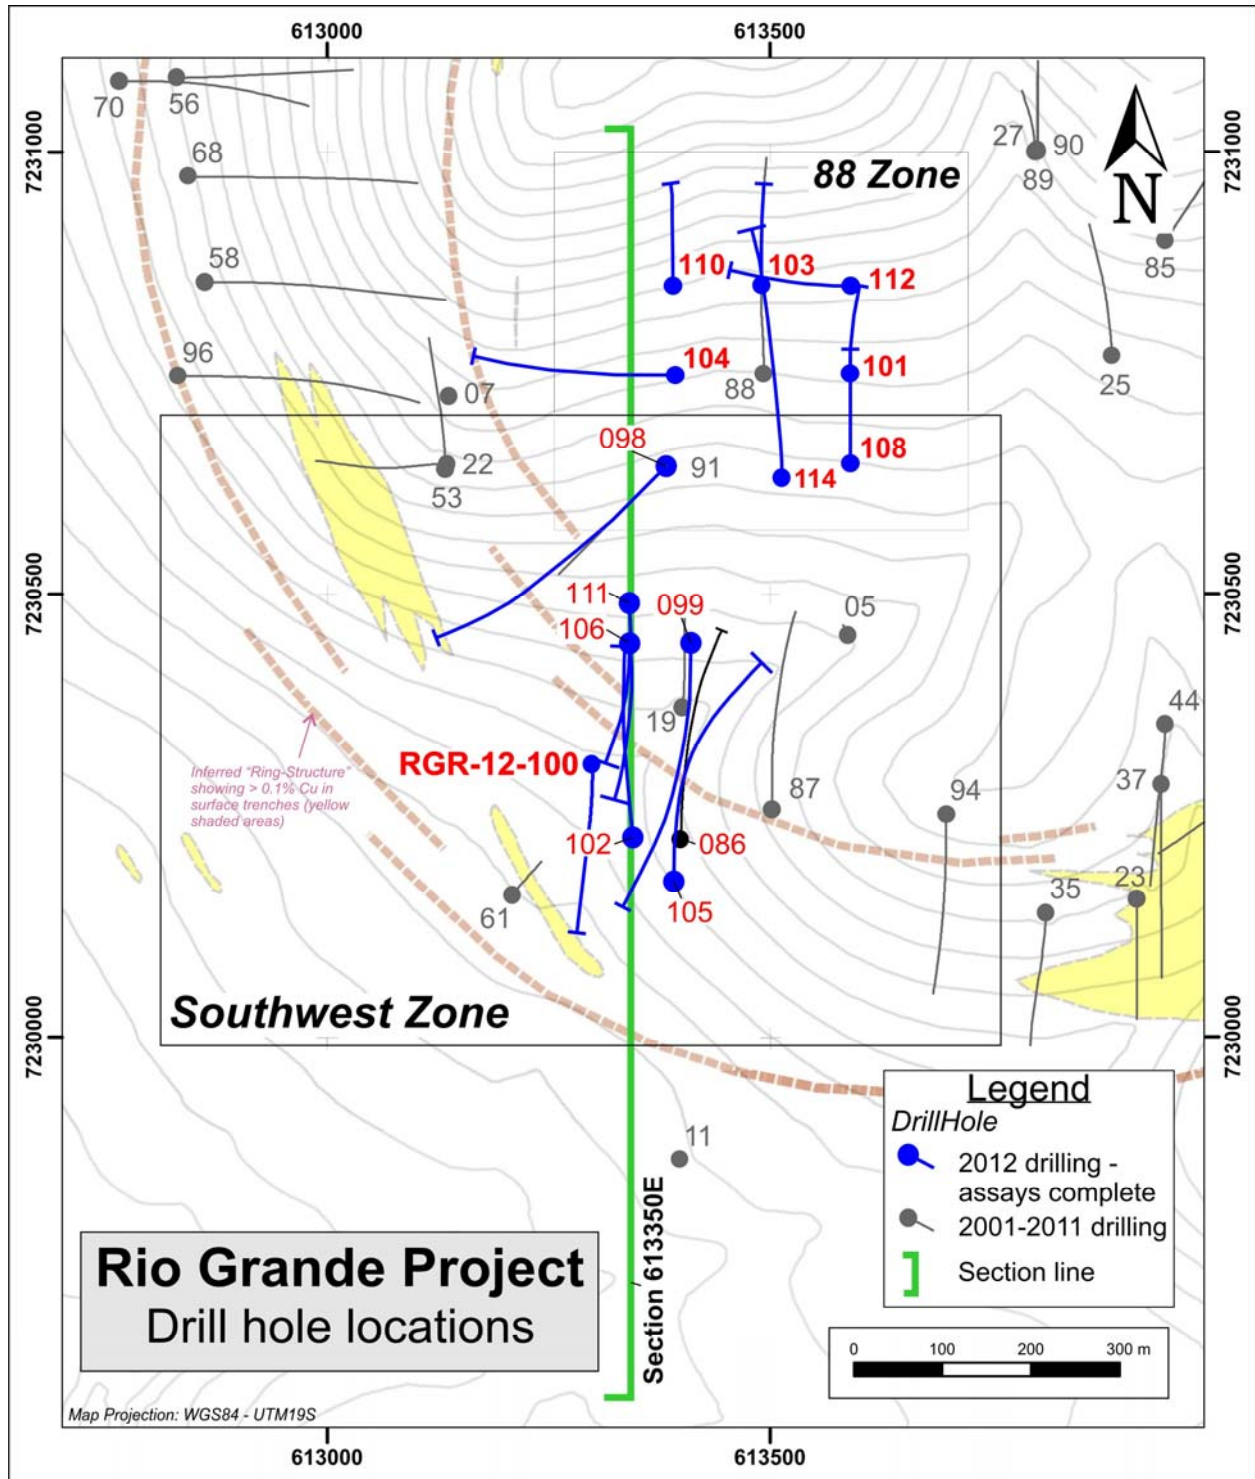 613000
613500
7231000
7231000
70
56
68
58
96
07
22
53
27
90
89
85
25
88 Zone
110
103
112
104
88
101
108
114
098
91
111
099
106
05
19
RGR-12-100
Inferred "Ring-Structure"
showing > 0.1% Cu in
surface trenches (yellow
shaded areas)
7230500
7230500
87
94
44
37
102
086
105
61
35
23
Southwest Zone
7230000
7230000
N
11
Section 613350E
Legend
DrillHole
2012 drilling -
assays complete
2001-2011 drilling
Section line
Rio Grande Project
Drill hole locations
0 100 200 300 m
Map Projection: WGS84 - UTM19S
613000
613500